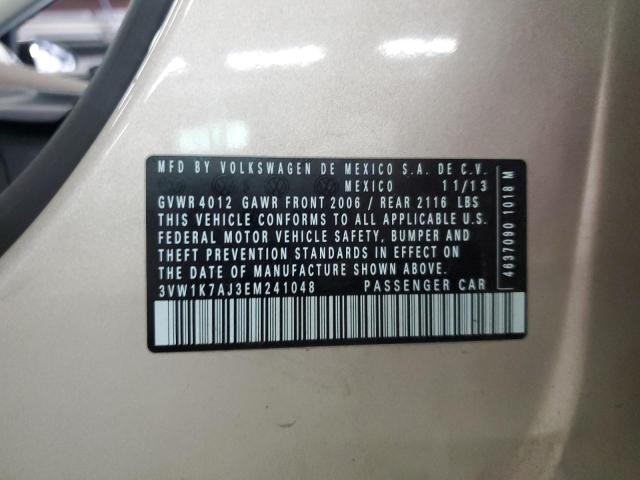 MFD BY VOLKSWAGEN DE MEXICO S.A. DE C.V.
MEXICO 11/13
GVWR 4012 GAWR FRONT 2006 / REAR 2116 LBS
THIS VEHICLE CONFORMS TO ALL APPLICABLE U.S.
FEDERAL MOTOR VEHICLE SAFETY, BUMPER AND
THEFT PREVENTION STANDARDS IN EFFECT ON
THE DATE OF MANUFACTURE SHOWN ABOVE.
3VW1K7AJ3EM241048 PASSENGER CAR
4637090 1018 M